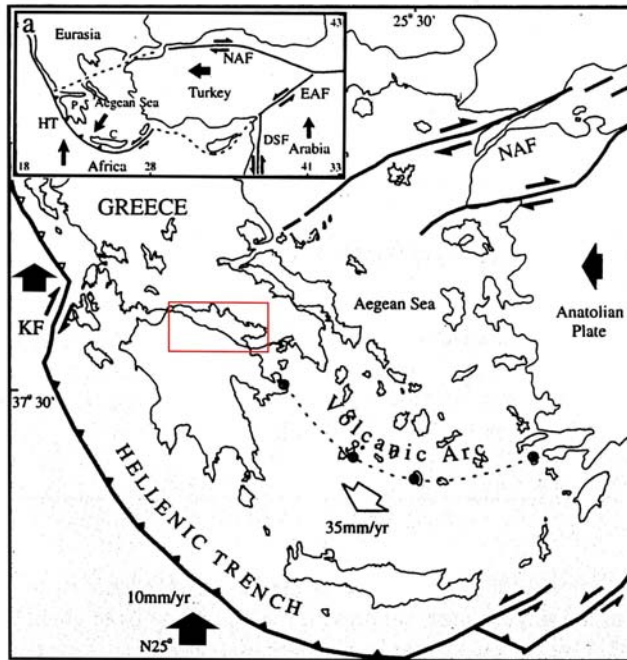 a
Eurasia
NAF
43
Turkey
EAF
Aegean Sea
P
HT
C
DSF
Arabia
Africa
18
28
41
33
25° 30'
NAF
GREECE
Aegean Sea
Anatolian
Plate
KF
37° 30'
Volcanic Arc
35mm/yr
HELLENIC TRENCH
10mm/yr
N25°